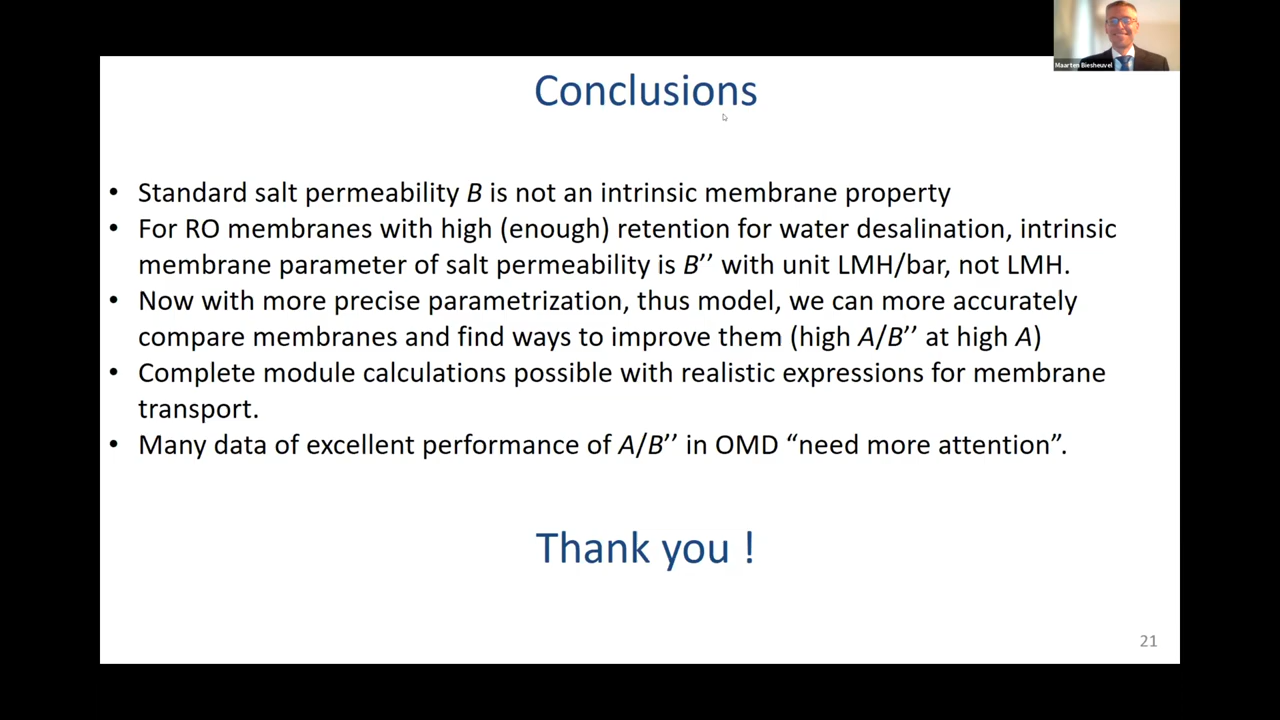 Maarten Biesheuvel
Conclusions
• Standard salt permeability B is not an intrinsic membrane property
• For RO membranes with high (enough) retention for water desalination, intrinsic
membrane parameter of salt permeability is B’’ with unit LMH/bar, not LMH.
• Now with more precise parametrization, thus model, we can more accurately
compare membranes and find ways to improve them (high A/B’’ at high A)
• Complete module calculations possible with realistic expressions for membrane
transport.
• Many data of excellent performance of A/B’’ in OMD “need more attention”.
Thank you !
21